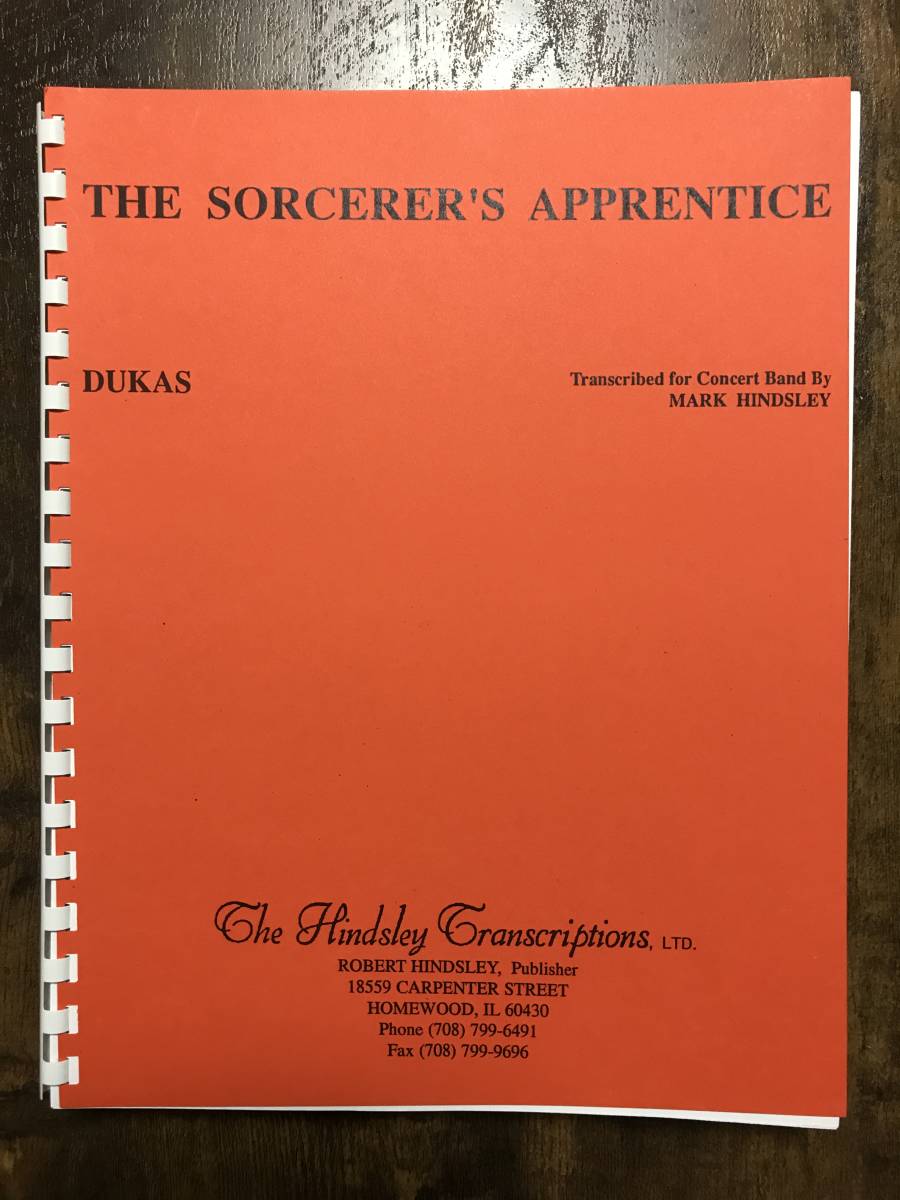 THE SORCERER'S APPRENTICE
DUKAS
Transcribed for Concert Band By
MARK HINDSLEY
The Hindsley Transcriptions, LTD.
ROBERT HINDSLEY, Publisher
18559 CARPENTER STREET
HOMEWOOD, IL 60430
Phone (708) 799-6491
Fax (708) 799-9696